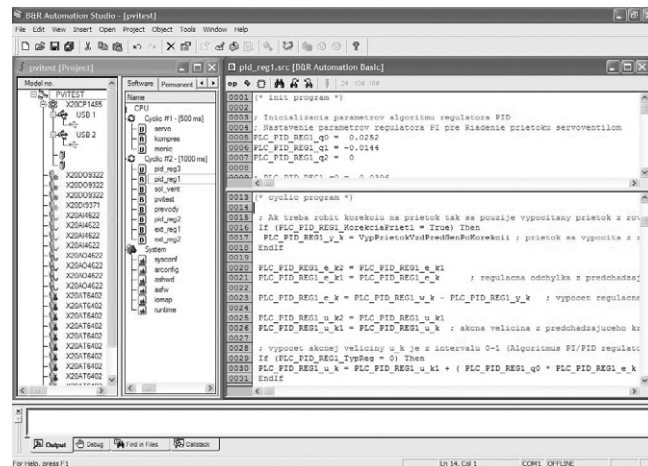 B&R Automation Studio - [pvitest]
File Edit View Insert Open Project Object Tools Window Help
pvitest [Project]
Model no.
PVITEST
X20CP1485
USB 1
USB 2
X20DO9322
X20DO9322
X20DO9322
X20DI9371
X20AI4622
X20AI4622
X20AI4622
X20AI4622
X20AO4622
X20AO4622
X20AO4622
X20AT6402
X20AT6402
X20AT6402
X20AT6402
X20AT6402
X20AT6402
Software Permanent
Name
CPU
Cyclic #1 - [500 ms]
servo
kompres
menic
Cyclic #2 - [1000 ms]
pid_reg3
pid_reg1
sol_vent
pvitest
prevody
pid_reg2
ext_reg1
ext_reg2
System
sysconf
arconfig
ashwd
asfw
iomap
runtime
pid_reg1.src [B&R Automation Basic]
0001 (* init program *)
0002
0003 ; Inicializacia parametrov algoritmu regulatora PID
0004 ; Nastavenie parametrov regulatora PI pre Riadenie prietoku servoventilom
0005 PLC_PID_REG1_q0 = 0.0252
0006 PLC_PID_REG1_q1 = -0.0144
0007 PLC_PID_REG1_q2 = 0
0008
0013 (* cyclic program *)
0014
0015 ; Ak treba robit korekciu na prietok tak sa pouzije vypocitany prietok z rov
0016 If (PLC_PID_REG1_KorekciaPriet1 = True) Then
0017 PLC_PID_REG1_y_k = VypPrietokVzdPredGenPoKorekcii ; prietok sa vypocita z r
0018 EndIf
0019
0020 PLC_PID_REG1_e_k2 = PLC_PID_REG1_e_k1
0021 PLC_PID_REG1_e_k1 = PLC_PID_REG1_e_k ; regulacna odchylka z predchadzaj
0022
0023 PLC_PID_REG1_e_k = PLC_PID_REG1_w_k - PLC_PID_REG1_y_k ; vypocet regulacne
0024
0025 PLC_PID_REG1_u_k2 = PLC_PID_REG1_u_k1
0026 PLC_PID_REG1_u_k1 = PLC_PID_REG1_u_k ; akcna velicina z predchadzajuceho kr
0027
0028 ; vypocet akcnej veliciny u_k je z intervalu 0-1 (Algoritmus PI/PID regulato
0029 If (PLC_PID_REG1_TypReg = 0) Then
0030 PLC_PID_REG1_u_k = PLC_PID_REG1_u_k1 + ( PLC_PID_REG1_q0 * PLC_PID_REG1_e_k
0031 EndIf
Output Debug Find in Files Callstack
For Help, press F1
Ln 14, Col 1 COM1 OFFLINE